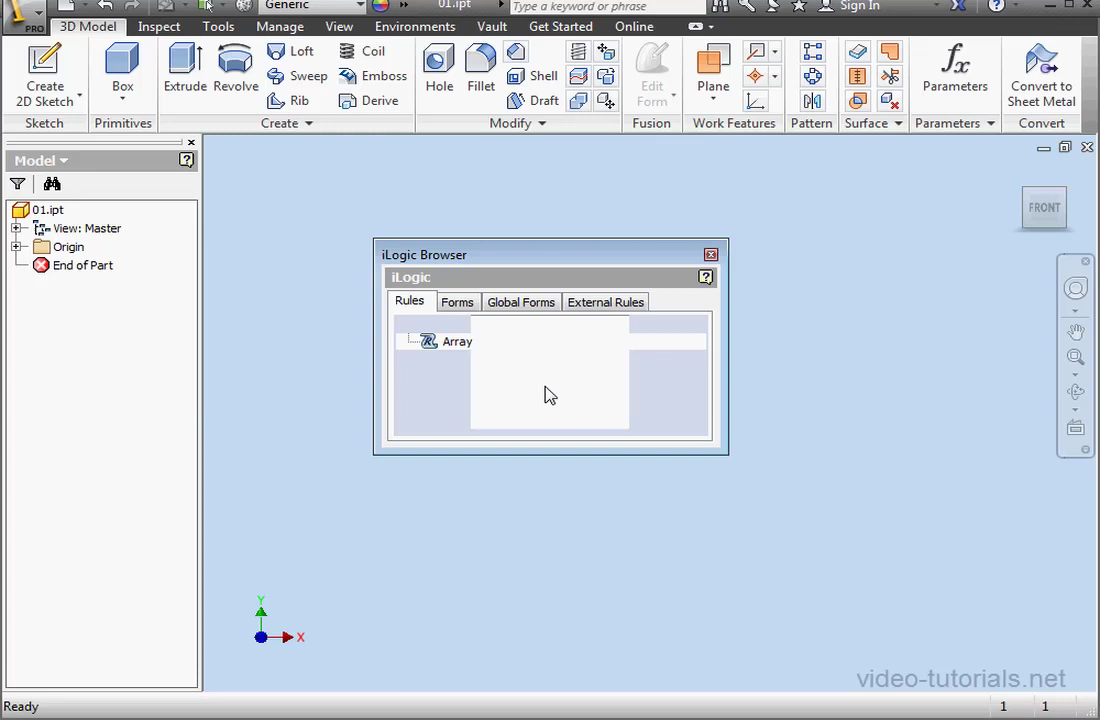 Generic
01.ipt
Type a keyword or phrase
Sign In
PRO
3D Model
Inspect
Tools
Manage
View
Environments
Vault
Get Started
Online
Create
2D Sketch
Box
Extrude
Revolve
Loft
Sweep
Rib
Coil
Emboss
Derive
Hole
Fillet
Shell
Draft
Edit
Form
Plane
Parameters
Convert to
Sheet Metal
Sketch
Primitives
Create
Modify
Fusion
Work Features
Pattern
Surface
Parameters
Convert
Model
01.ipt
View: Master
Origin
End of Part
FRONT
iLogic Browser
iLogic
Rules
Forms
Global Forms
External Rules
Array
Y
X
video-tutorials.net
Ready
1
1